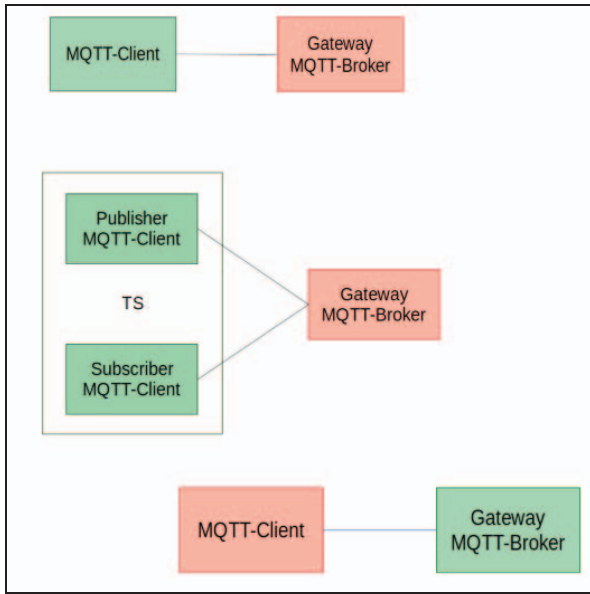 MQTT-Client
Gateway
MQTT-Broker
Publisher
MQTT-Client
TS
Subscriber
MQTT-Client
Gateway
MQTT-Broker
MQTT-Client
Gateway
MQTT-Broker